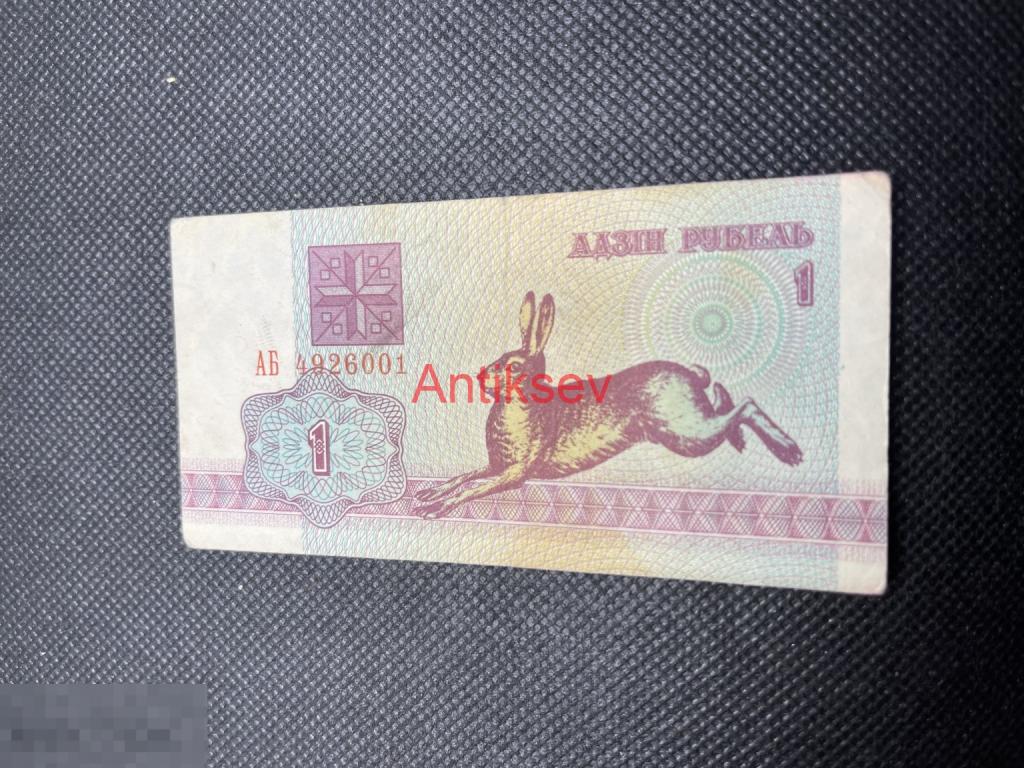 АДЗІН РУБЕЛЬ
1
АБ 4926001
Antiksev
1